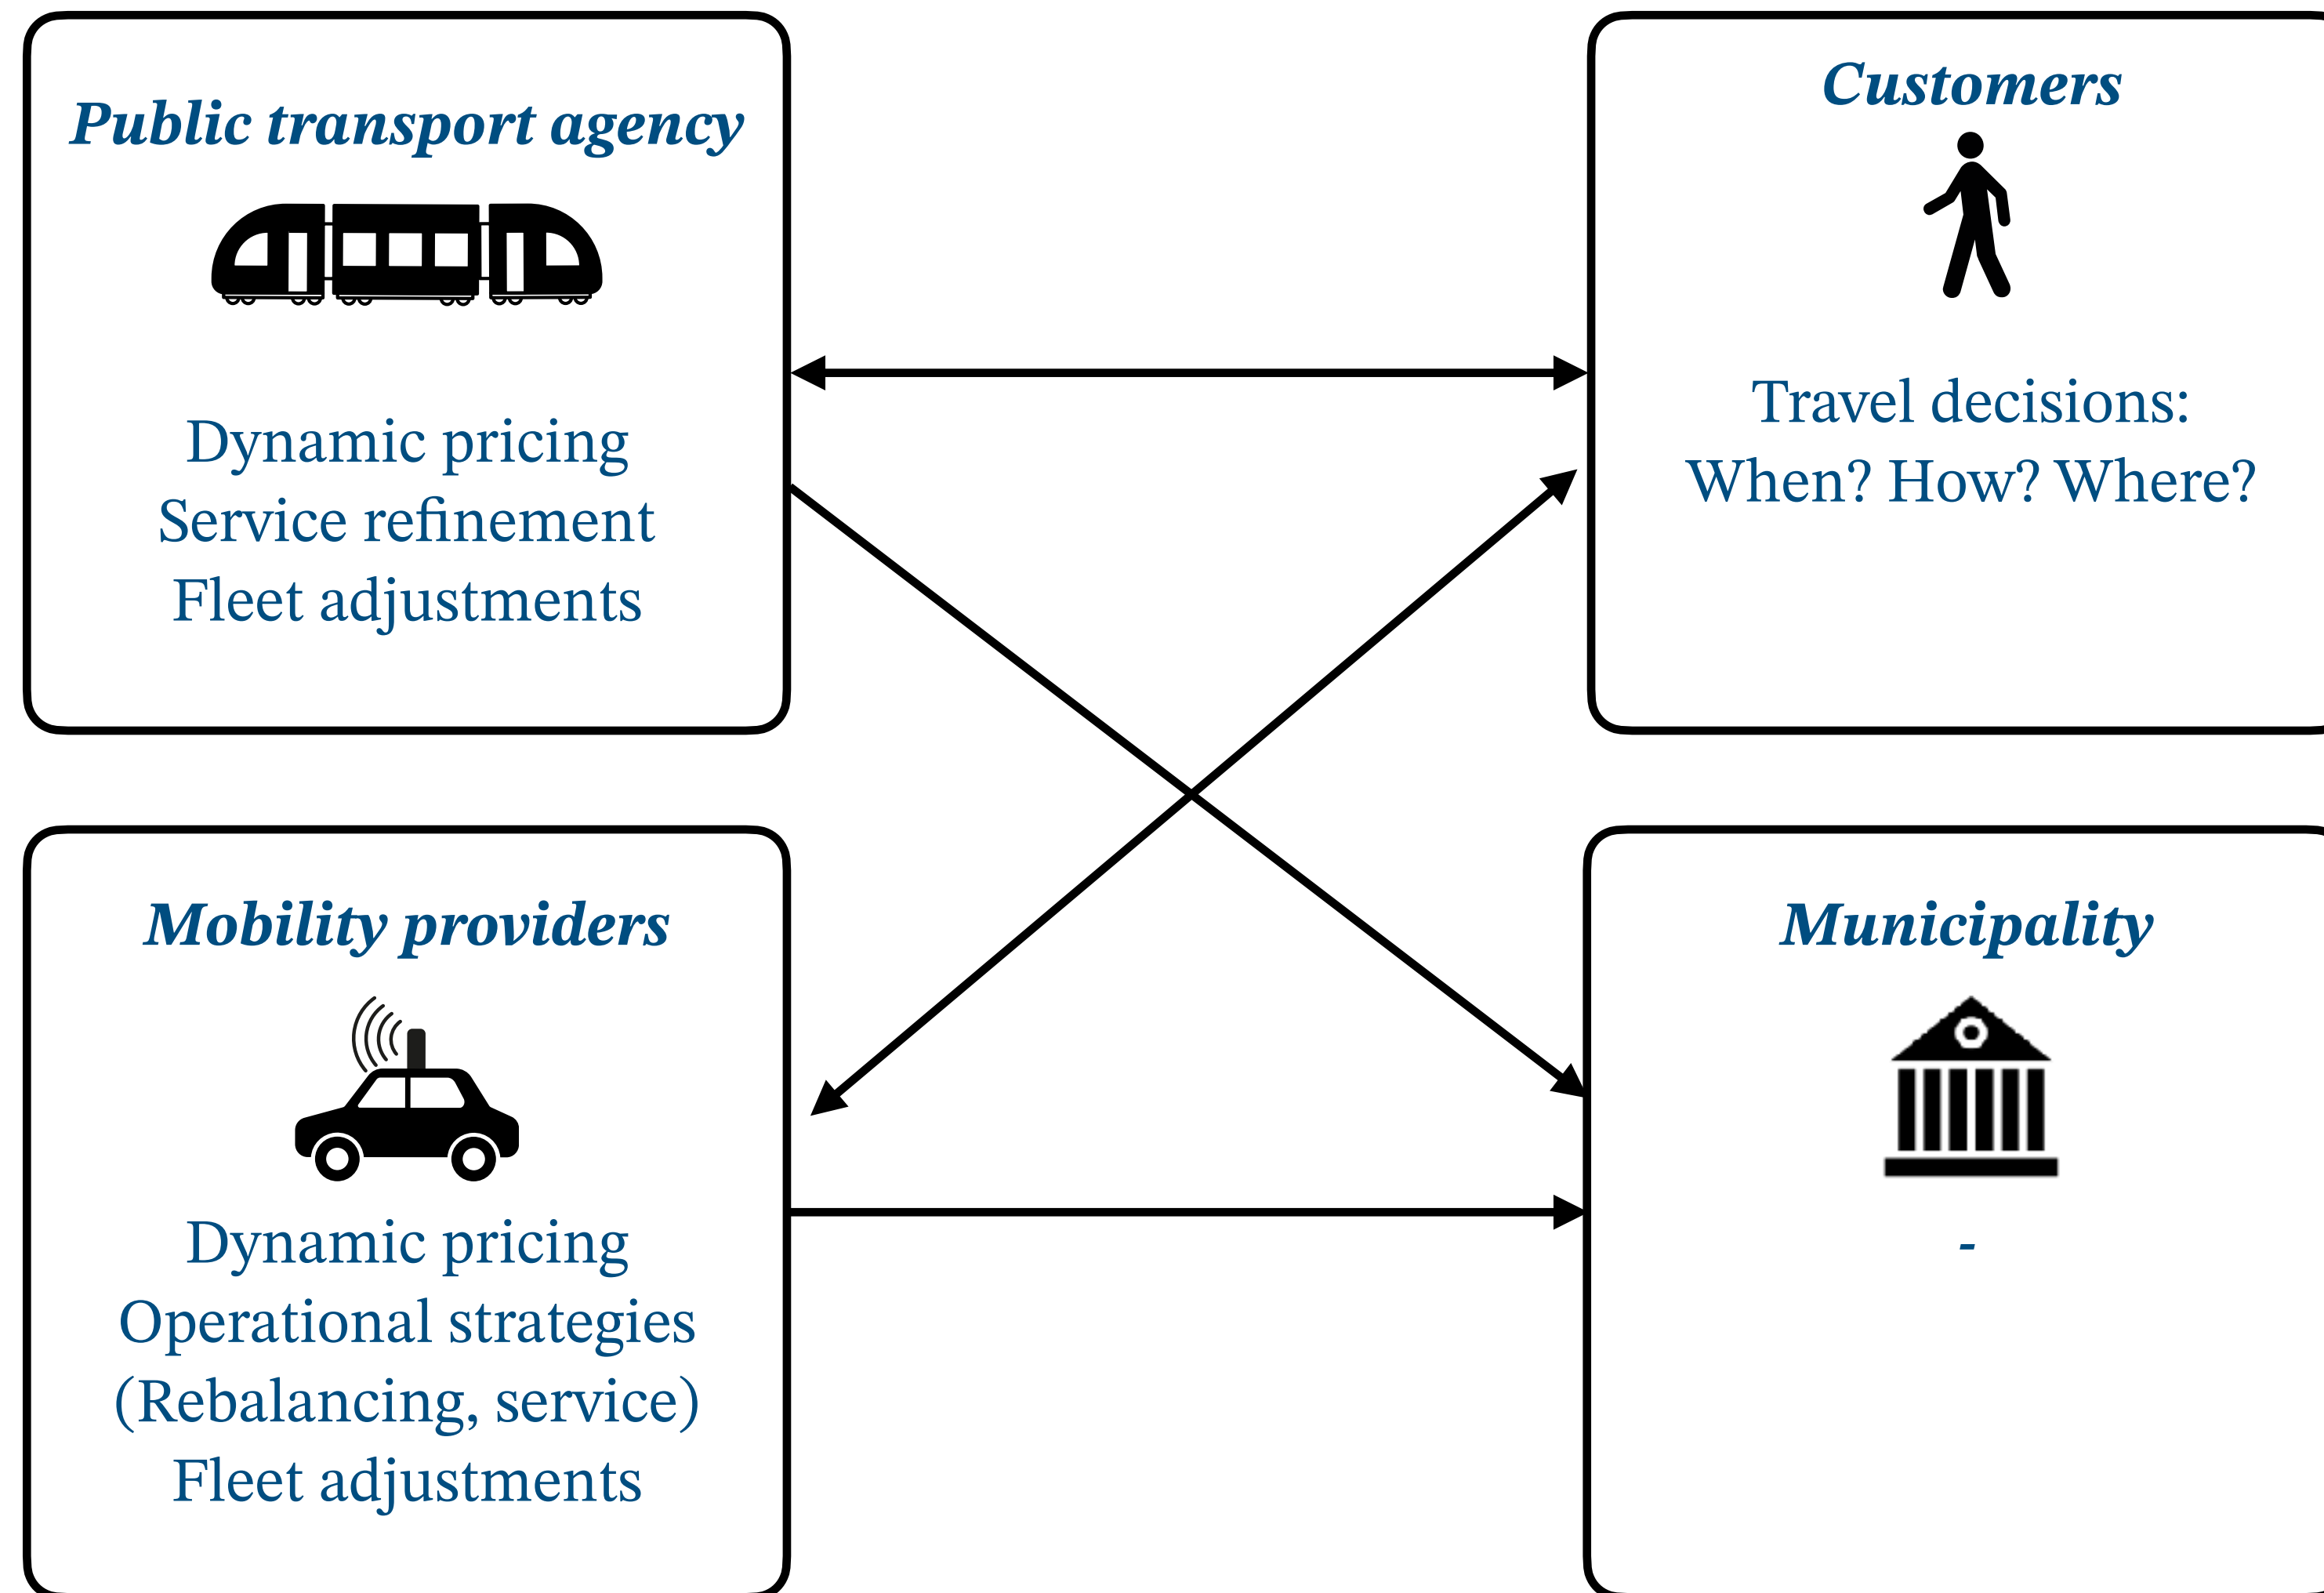 Public transport agency
Dynamic pricing
Service refinement
Fleet adjustments
Customers
Travel decisions:
When? How? Where?
Mobility providers
Dynamic pricing
Operational strategies
(Rebalancing, service)
Fleet adjustments
Municipality
-